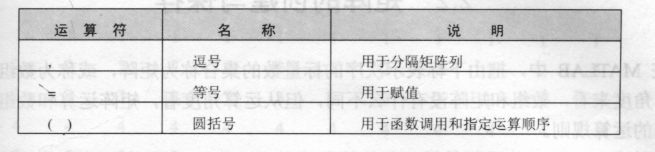 运算符 名称 说明
, 逗号 用于分隔矩阵列
= 等号 用于赋值
( ) 圆括号 用于函数调用和指定运算顺序